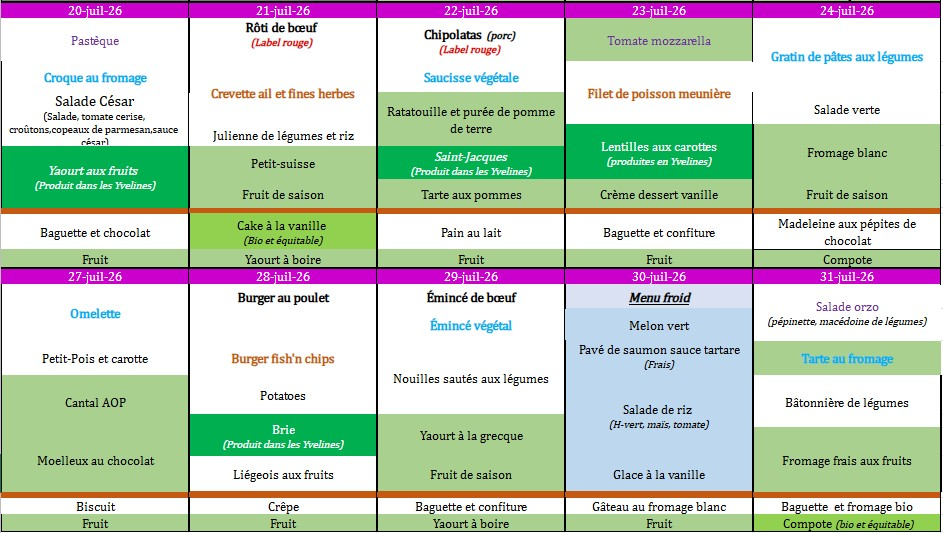 20-juil-26
Pastèque
Croque au fromage
Salade César
(Salade, tomate cerise,
croûtons,copeaux de parmesan,sauce
césar)
Yaourt aux fruits
(Produit dans les Yvelines)
Baguette et chocolat
Fruit
21-juil-26
Rôti de bœuf
(Label rouge)
Crevette ail et fines herbes
Julienne de légumes et riz
Petit-suisse
Fruit de saison
Cake à la vanille
(Bio et équitable)
Yaourt à boire
22-juil-26
Chipolatas (porc)
(Label rouge)
Saucisse végétale
Ratatouille et purée de pomme
de terre
Saint-Jacques
(Produit dans les Yvelines)
Tarte aux pommes
Pain au lait
Fruit
23-juil-26
Tomate mozzarella
Filet de poisson meunière
Lentilles aux carottes
(produites en Yvelines)
Crème dessert vanille
Baguette et confiture
Fruit
24-juil-26
Gratin de pâtes aux légumes
Salade verte
Fromage blanc
Fruit de saison
Madeleine aux pépites de
chocolat
Compote
27-juil-26
Omelette
Petit-Pois et carotte
Cantal AOP
Moelleux au chocolat
Biscuit
Fruit
28-juil-26
Burger au poulet
Burger fish'n chips
Potatoes
Brie
(Produit dans les Yvelines)
Liégeois aux fruits
Crêpe
Fruit
29-juil-26
Émincé de bœuf
Émincé végétal
Nouilles sautés aux légumes
Yaourt à la grecque
Fruit de saison
Baguette et confiture
Yaourt à boire
30-juil-26
Menu froid
Melon vert
Pavé de saumon sauce tartare
(Frais)
Salade de riz
(H-vert, maïs, tomate)
Glace à la vanille
Gâteau au fromage blanc
Fruit
31-juil-26
Salade orzo
(pépinette, macédoine de légumes)
Tarte au fromage
Bâtonnière de légumes
Fromage frais aux fruits
Baguette et fromage bio
Compote (bio et équitable)